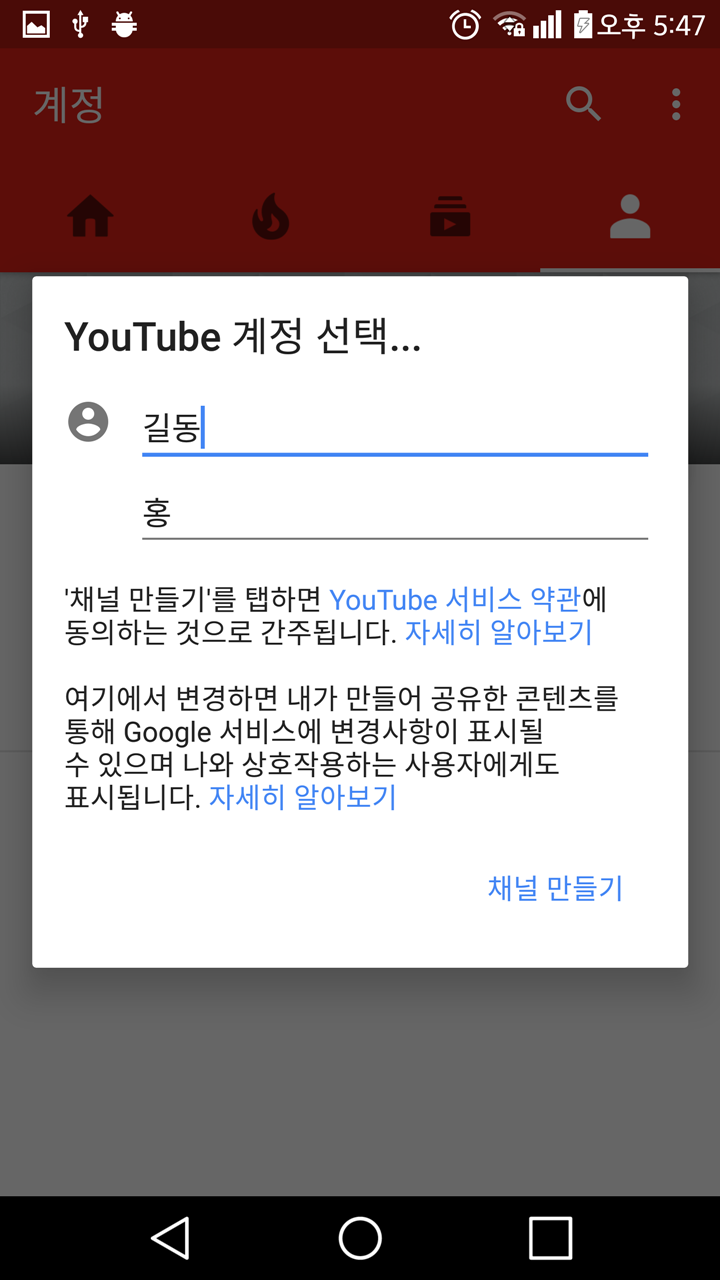 오후 5:47
계정
YouTube 계정 선택...
길동
홍
'채널 만들기'를 탭하면 YouTube 서비스 약관에
동의하는 것으로 간주됩니다. 자세히 알아보기
여기에서 변경하면 내가 만들어 공유한 콘텐츠를
통해 Google 서비스에 변경사항이 표시될
수 있으며 나와 상호작용하는 사용자에게도
표시됩니다. 자세히 알아보기
채널 만들기